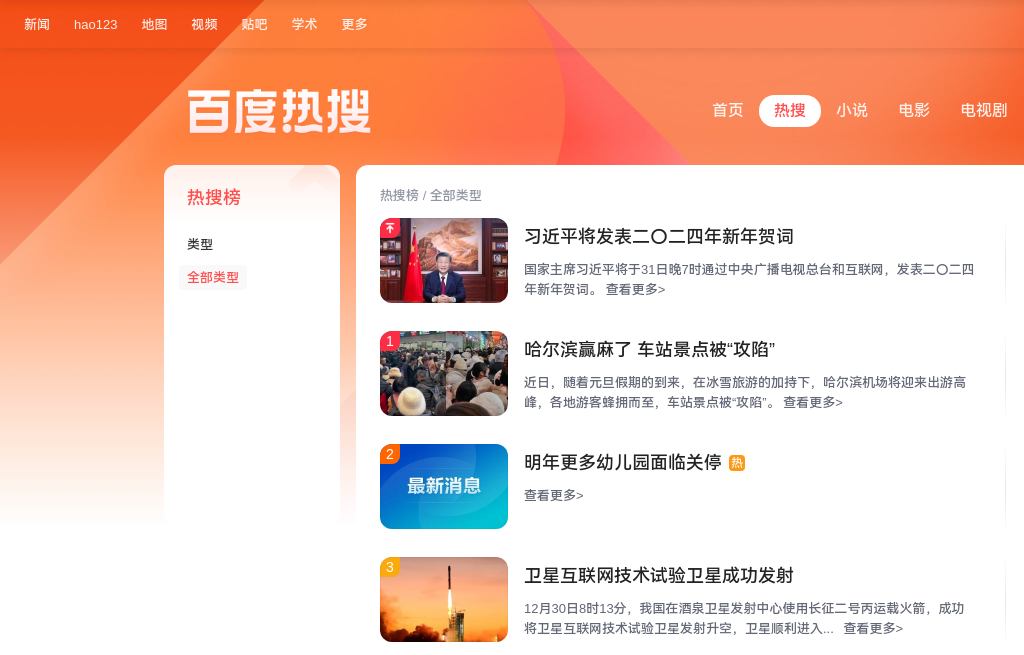 新闻 hao123 地图 视频 贴吧 学术 更多
百度热搜
首页 热搜 小说 电影 电视剧
热搜榜
类型
全部类型
热搜榜 / 全部类型
习近平将发表二〇二四年新年贺词
国家主席习近平将于31日晚7时通过中央广播电视总台和互联网，发表二〇二四
年新年贺词。 查看更多>
1
哈尔滨赢麻了 车站景点被“攻陷”
近日，随着元旦假期的到来，在冰雪旅游的加持下，哈尔滨机场将迎来出游高
峰，各地游客蜂拥而至，车站景点被“攻陷”。 查看更多>
2
最新消息
明年更多幼儿园面临关停 热
查看更多>
3
卫星互联网技术试验卫星成功发射
12月30日8时13分，我国在酒泉卫星发射中心使用长征二号丙运载火箭，成功
将卫星互联网技术试验卫星发射升空，卫星顺利进入... 查看更多>